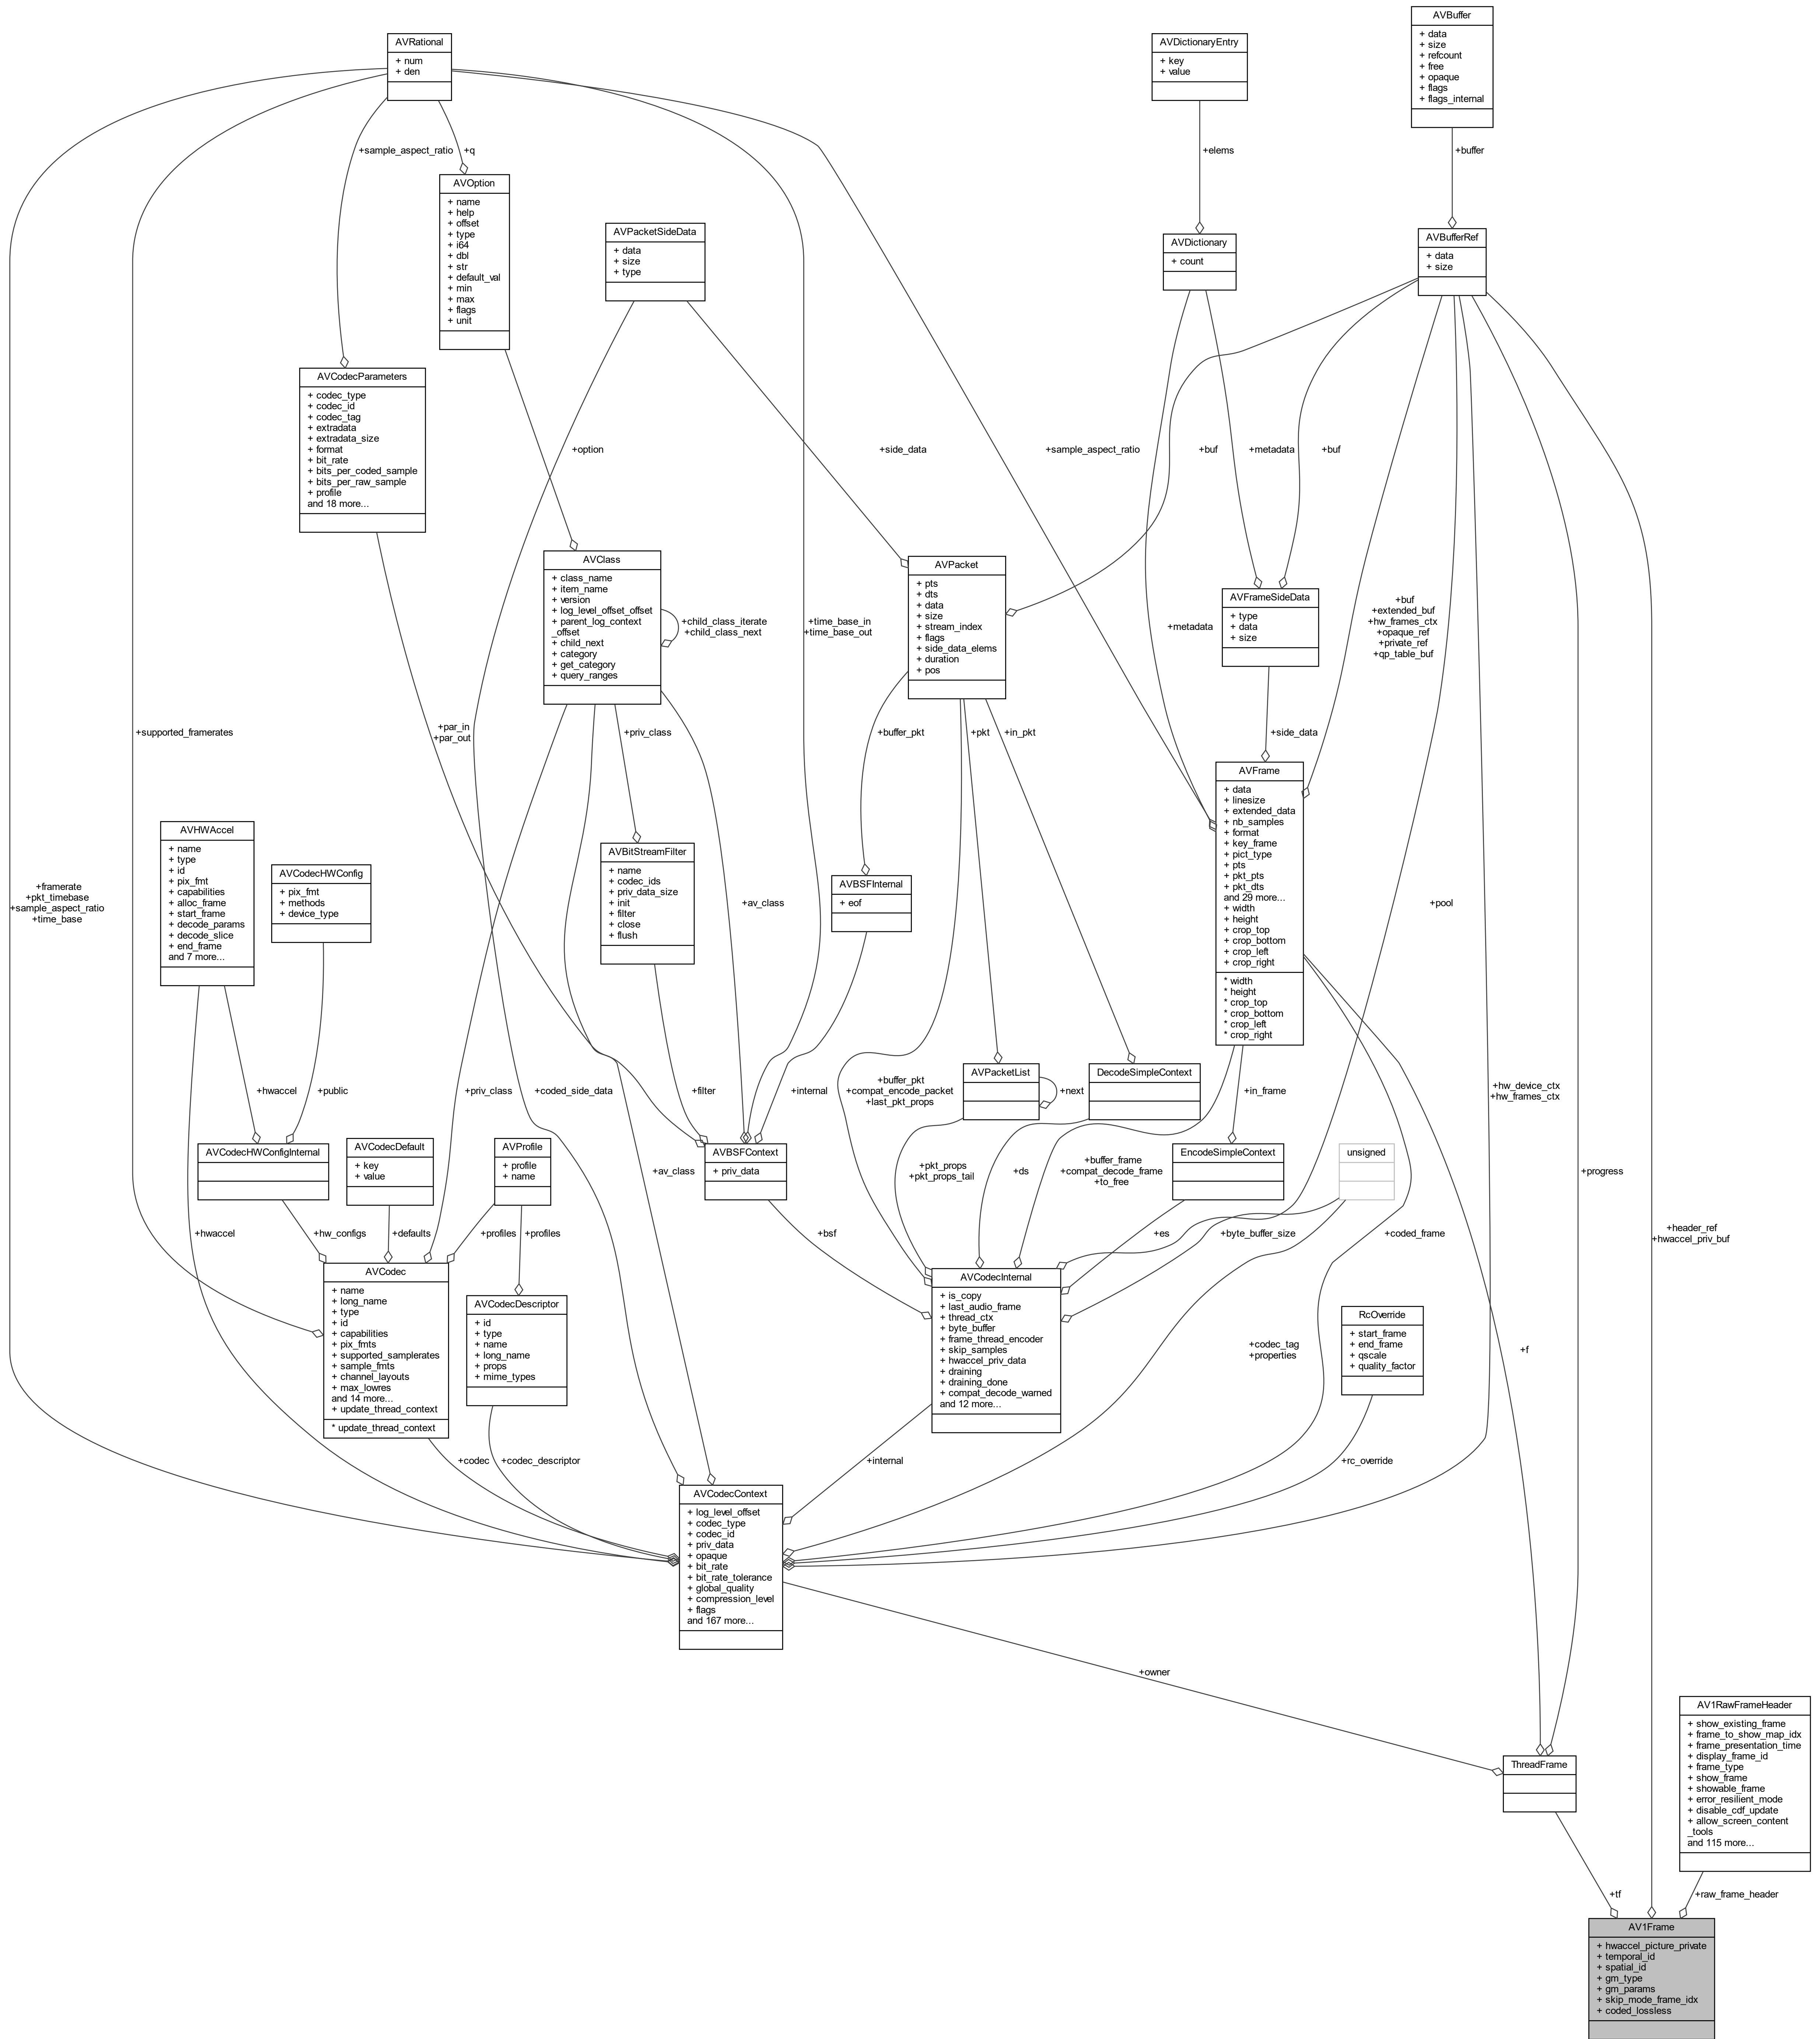 AVBuffer
+ data
+ size
+ refcount
+ free
+ opaque
+ flags
+ flags_internal
AVRational
+ num
+ den
AVDictionaryEntry
+ key
+ value
+sample_aspect_ratio
+q
+elems
+buffer
AVOption
+ name
+ help
+ offset
+ type
+ i64
+ dbl
+ str
+ default_val
+ min
+ max
+ flags
+ unit
AVPacketSideData
+ data
+ size
+ type
AVDictionary
+ count
AVBufferRef
+ data
+ size
AVCodecParameters
+ codec_type
+ codec_id
+ codec_tag
+ extradata
+ extradata_size
+ format
+ bit_rate
+ bits_per_coded_sample
+ bits_per_raw_sample
+ profile
and 18 more...
+option
+side_data
+sample_aspect_ratio
+buf
+metadata
+buf
AVClass
+ class_name
+ item_name
+ version
+ log_level_offset_offset
+ parent_log_context
_offset
+ child_next
+ category
+ get_category
+ query_ranges
+child_class_iterate
+child_class_next
+time_base_in
+time_base_out
AVPacket
+ pts
+ dts
+ data
+ size
+ stream_index
+ flags
+ side_data_elems
+ duration
+ pos
+metadata
AVFrameSideData
+ type
+ data
+ size
+buf
+extended_buf
+hw_frames_ctx
+opaque_ref
+private_ref
+qp_table_buf
+supported_framerates
+par_in
+par_out
+priv_class
+buffer_pkt
+pkt
+in_pkt
+side_data
AVFrame
+ data
+ linesize
+ extended_data
+ nb_samples
+ format
+ key_frame
+ pict_type
+ pts
+ pkt_pts
+ pkt_dts
and 29 more...
+ width
+ height
+ crop_top
+ crop_bottom
+ crop_left
+ crop_right
* width
* height
* crop_top
* crop_bottom
* crop_left
* crop_right
AVHWAccel
+ name
+ type
+ id
+ pix_fmt
+ capabilities
+ alloc_frame
+ start_frame
+ decode_params
+ decode_slice
+ end_frame
and 7 more...
AVCodecHWConfig
+ pix_fmt
+ methods
+ device_type
AVBitStreamFilter
+ name
+ codec_ids
+ priv_data_size
+ init
+ filter
+ close
+ flush
AVBSFInternal
+ eof
+framerate
+pkt_timebase
+sample_aspect_ratio
+time_base
+av_class
+pool
+hwaccel
+public
+priv_class
+coded_side_data
+filter
+internal
+buffer_pkt
+compat_encode_packet
+last_pkt_props
AVPacketList
+next
DecodeSimpleContext
+in_frame
+hw_device_ctx
+hw_frames_ctx
AVCodecHWConfigInternal
AVCodecDefault
+ key
+ value
AVProfile
+ profile
+ name
+av_class
AVBSFContext
+ priv_data
+pkt_props
+pkt_props_tail
+ds
+buffer_frame
+compat_decode_frame
+to_free
EncodeSimpleContext
unsigned
+progress
+hwaccel
+hw_configs
+defaults
+profiles
+profiles
+bsf
+es
+byte_buffer_size
+coded_frame
+header_ref
+hwaccel_priv_buf
AVCodec
+ name
+ long_name
+ type
+ id
+ capabilities
+ pix_fmts
+ supported_samplerates
+ sample_fmts
+ channel_layouts
+ max_lowres
and 14 more...
+ update_thread_context
* update_thread_context
AVCodecDescriptor
+ id
+ type
+ name
+ long_name
+ props
+ mime_types
AVCodecInternal
+ is_copy
+ last_audio_frame
+ thread_ctx
+ byte_buffer
+ frame_thread_encoder
+ skip_samples
+ hwaccel_priv_data
+ draining
+ draining_done
+ compat_decode_warned
and 12 more...
+codec_tag
+properties
RcOverride
+ start_frame
+ end_frame
+ qscale
+ quality_factor
+f
+codec
+codec_descriptor
+internal
+rc_override
AVCodecContext
+ log_level_offset
+ codec_type
+ codec_id
+ priv_data
+ opaque
+ bit_rate
+ bit_rate_tolerance
+ global_quality
+ compression_level
+ flags
and 167 more...
+owner
ThreadFrame
AV1RawFrameHeader
+ show_existing_frame
+ frame_to_show_map_idx
+ frame_presentation_time
+ display_frame_id
+ frame_type
+ show_frame
+ showable_frame
+ error_resilient_mode
+ disable_cdf_update
+ allow_screen_content
_tools
and 115 more...
+tf
+raw_frame_header
AV1Frame
+ hwaccel_picture_private
+ temporal_id
+ spatial_id
+ gm_type
+ gm_params
+ skip_mode_frame_idx
+ coded_lossless